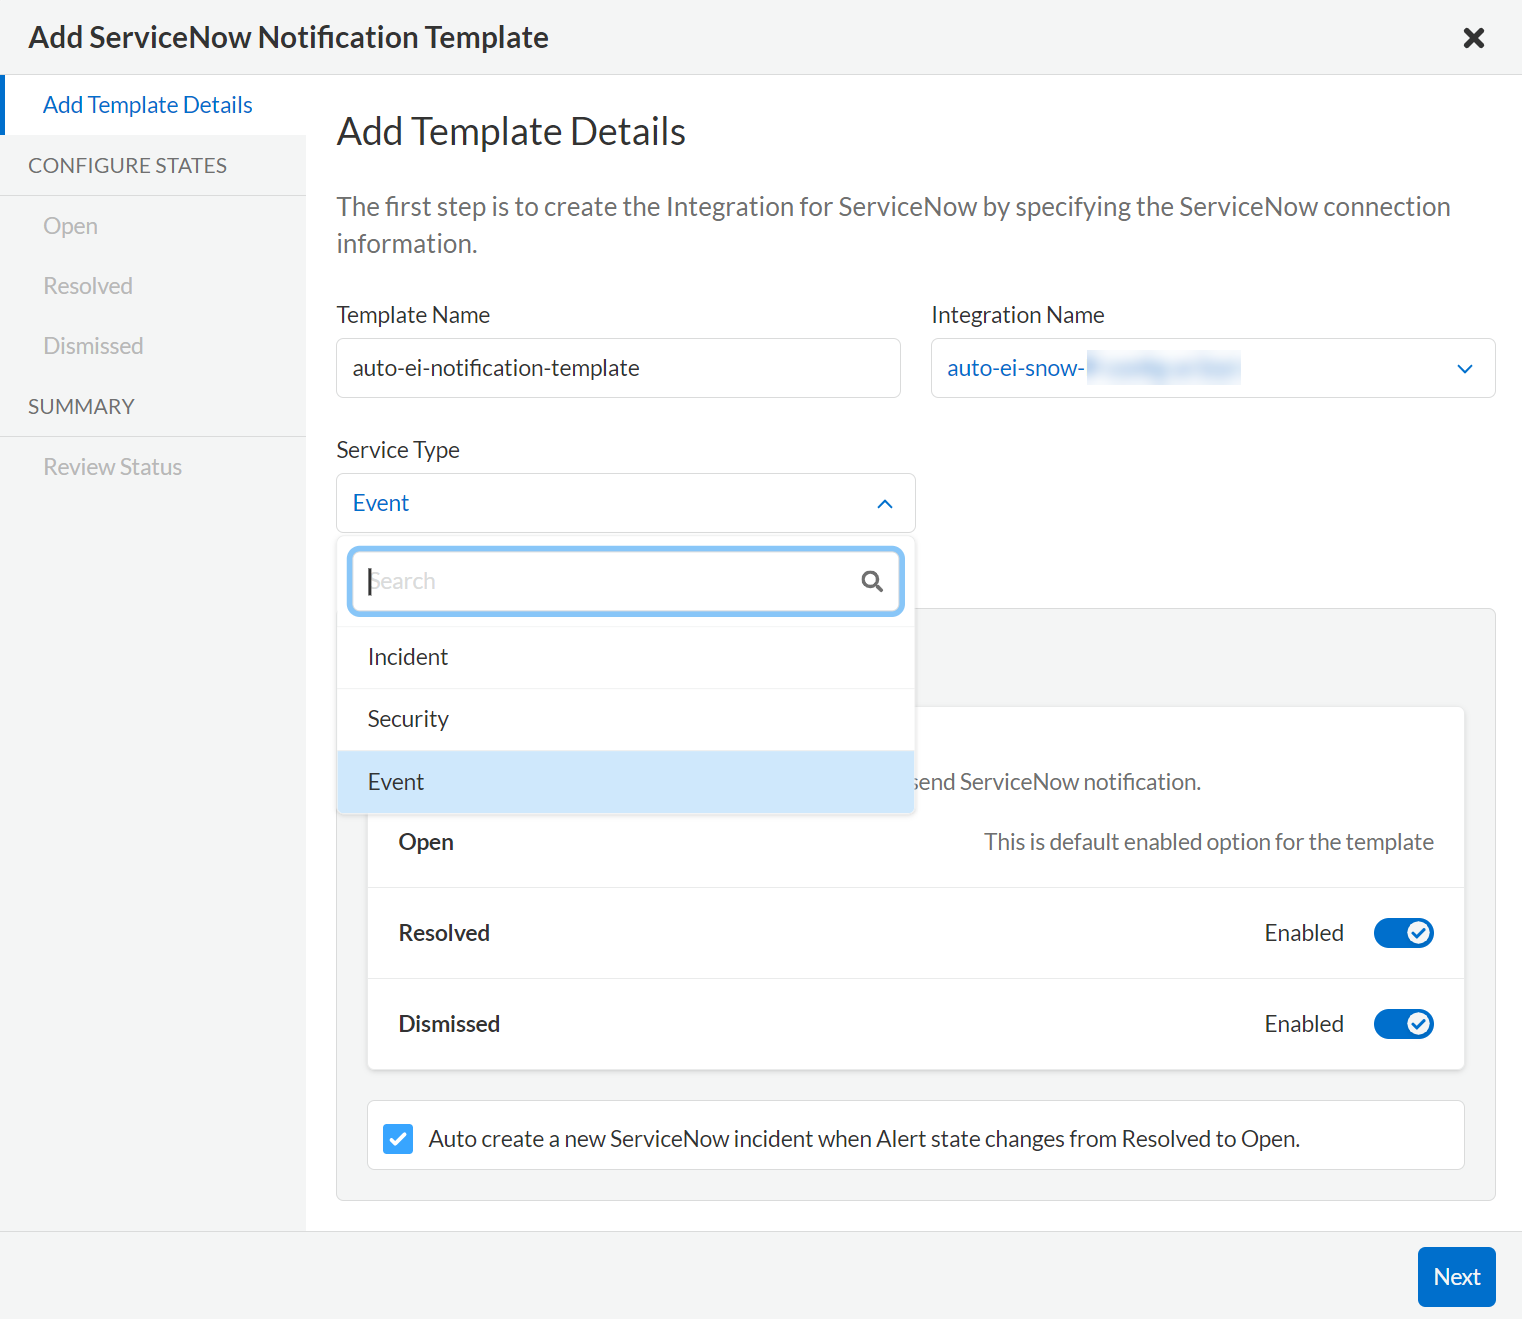 Add ServiceNow Notification Template
Add Template Details
CONFIGURE STATES
Open
Resolved
Dismissed
SUMMARY
Review Status
Add Template Details
The first step is to create the Integration for ServiceNow by specifying the ServiceNow connection
information.
Template Name
auto-ei-notification-template
Integration Name
auto-ei-snow-
Service Type
Event
Search
Incident
Security
Event
send ServiceNow notification.
Open
This is default enabled option for the template
Resolved
Enabled
Dismissed
Enabled
Auto create a new ServiceNow incident when Alert state changes from Resolved to Open.
Next